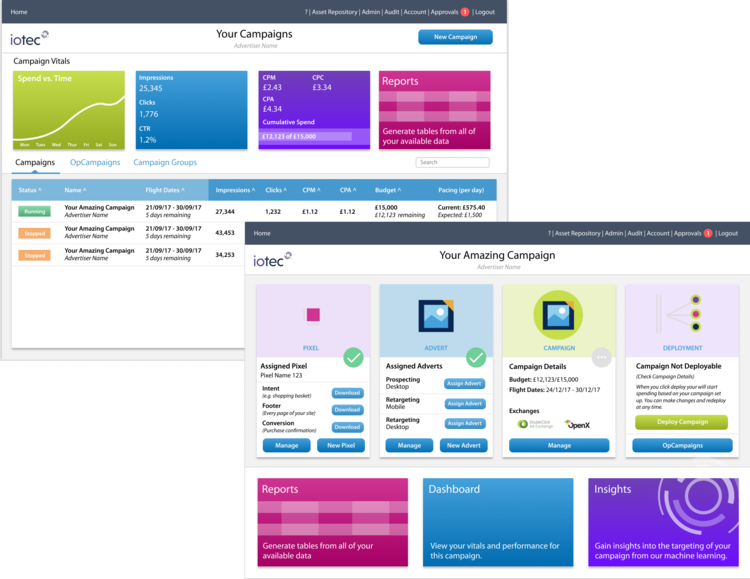 Home
? | Asset Repository | Admin | Audit | Account | Approvals 1 | Logout
iotec
Your Campaigns
Advertiser Name
New Campaign
Campaign Vitals
Spend vs. Time
Mon Tues Wed Thur Fri Sat Sun
Impressions
25,345
Clicks
1,776
CTR
1.2%
CPM CPC
£2.43 £3.34
CPA
£4.34
Cumulative Spend
£12,123 of £15,000
Reports
Generate tables from all of
your available data
Campaigns OpCampaigns Campaign Groups
Search
Status ^ Name ^ Flight Dates ^ Impressions ^ Clicks ^ CPM ^ CPA ^ Budget ^ Pacing (per day)
Running Your Amazing Campaign 21/09/17 - 30/09/17 27,344 1,232 £1.12 £1.12 £15,000 Current: £575.40
Advertiser Name 5 days remaining £12,123 remaining Expected: £1,500
Stopped Your Amazing Campaign 21/09/17 - 30/09/17 43,453
Advertiser Name 5 days remaining
Stopped Your Amazing Campaign 21/09/17 - 30/09/17 34,253
Advertiser Name 5 days remaining
Home
? | Asset Repository | Admin | Audit | Account | Approvals 1 | Logout
iotec
Your Amazing Campaign
Advertiser Name
PIXEL
Assigned Pixel
Pixel Name 123
Intent
(e.g. shopping basket)
Download
Footer
(Every page of your site)
Download
Conversion
(Purchase confirmation)
Download
Manage New Pixel
ADVERT
Assigned Adverts
Prospecting
Desktop
Assign Advert
Retargeting
Mobile
Assign Advert
Retargeting
Desktop
Assign Advert
Manage New Advert
CAMPAIGN
Campaign Details
Budget: £12,123/£15,000
Flight Dates: 24/12/17 - 30/12/17
Exchanges
OpenX
Manage
DEPLOYMENT
Campaign Not Deployable
(Check Campaign Details)
When you click deploy your will start
spending based on your campaign set
up. You can make changes and redeploy
at any time.
Deploy Campaign
OpCampaigns
Reports
Generate tables from all of your
available data
Dashboard
View your vitals and performance for
this campaign.
Insights
Gain insights into the targeting of your
campaign from our machine learning.